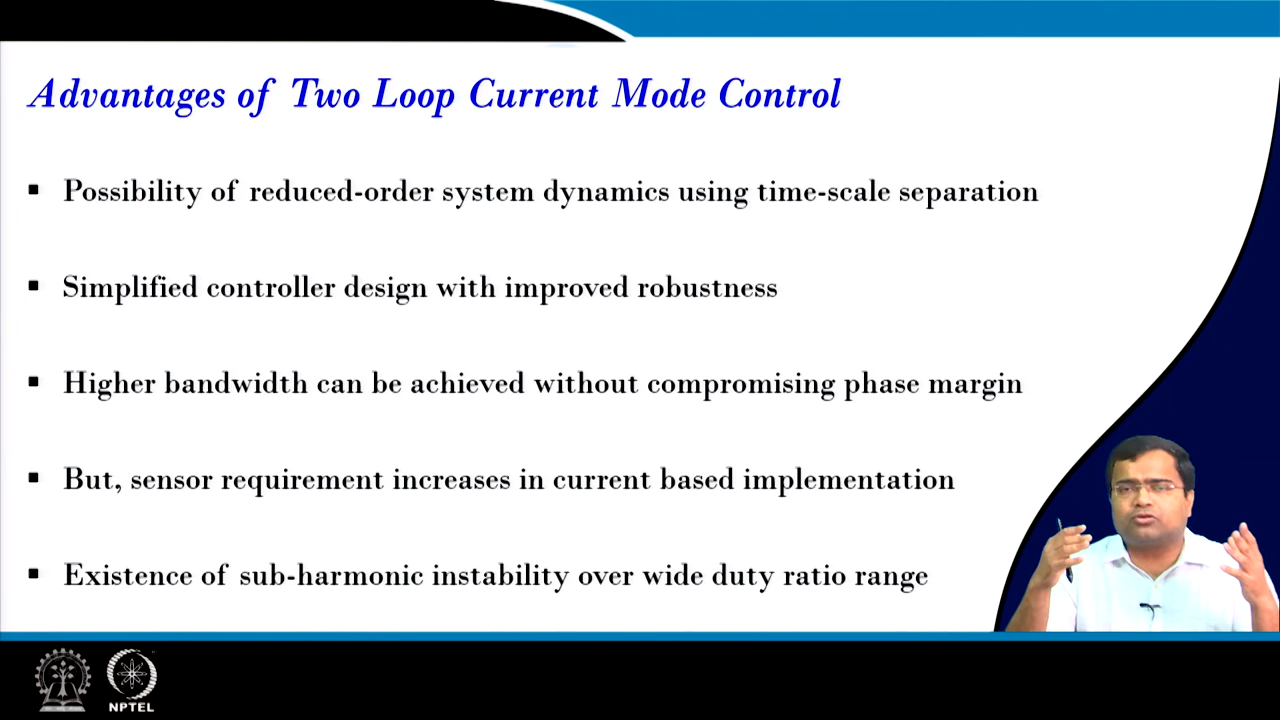 Advantages of Two Loop Current Mode Control
▪ Possibility of reduced-order system dynamics using time-scale separation
▪ Simplified controller design with improved robustness
▪ Higher bandwidth can be achieved without compromising phase margin
▪ But, sensor requirement increases in current based implementation
▪ Existence of sub-harmonic instability over wide duty ratio range
NPTEL